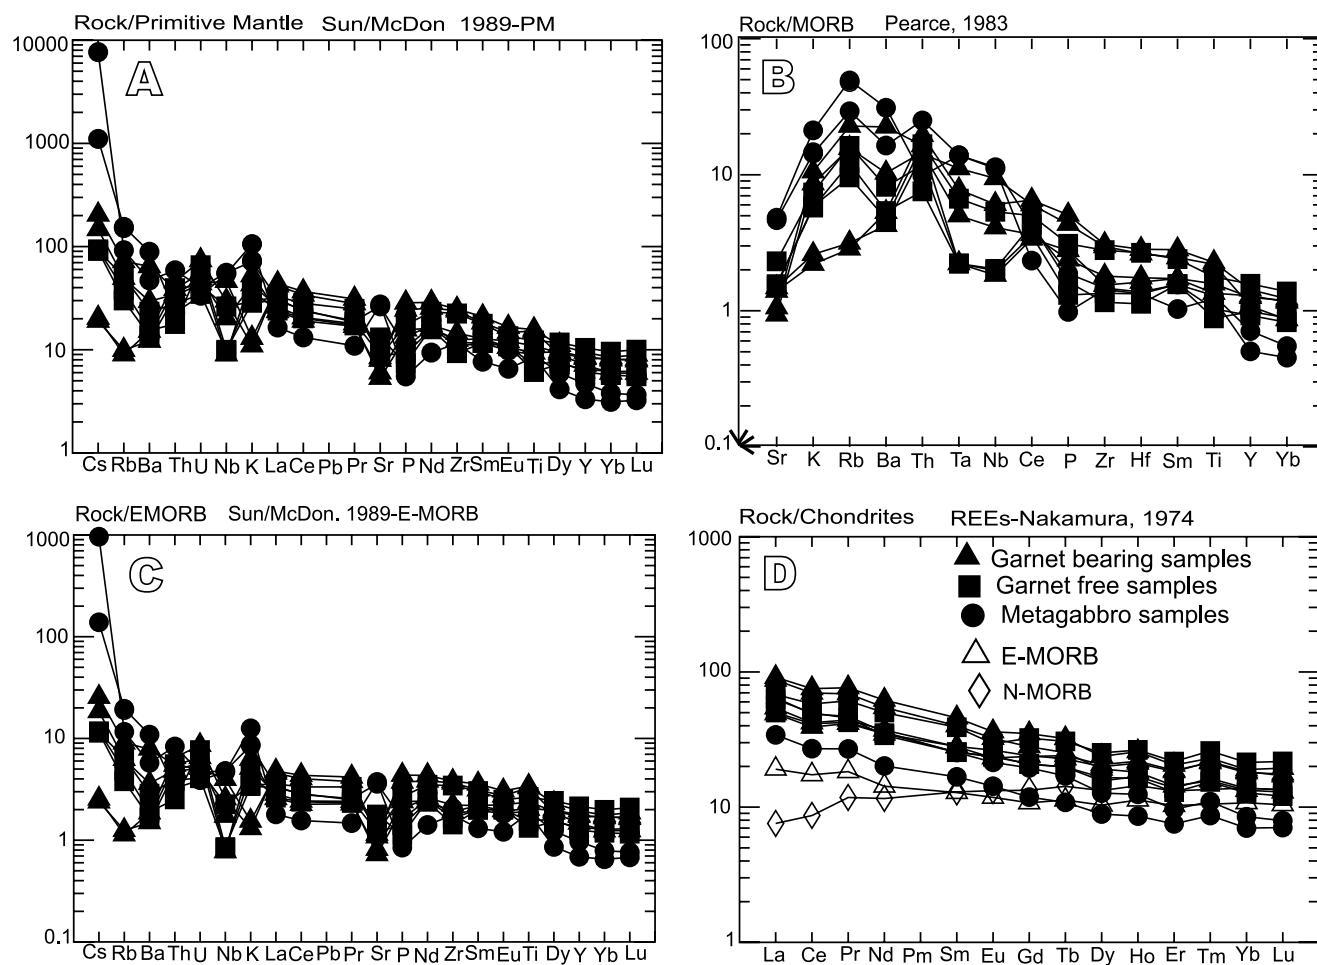 Rock/Primitive Mantle Sun/McDon 1989-PM
A
10000
1000
100
10
1
Cs Rb Ba Th U Nb K La Ce Pb Pr Sr P Nd Zr Sm Eu Ti Dy Y Yb Lu
Rock/MORB Pearce, 1983
B
100
10
1
0.1
Sr K Rb Ba Th Ta Nb Ce P Zr Hf Sm Ti Y Yb
Rock/EMORB Sun/McDon. 1989-E-MORB
C
1000
100
10
1
0.1
Cs Rb Ba Th U Nb K La Ce Pb Pr Sr P Nd Zr Sm Eu Ti Dy Y Yb Lu
Rock/Chondrites REEs-Nakamura, 1974
D
Garnet bearing samples
Garnet free samples
Metagabbro samples
E-MORB
N-MORB
1000
100
10
1
La Ce Pr Nd Pm Sm Eu Gd Tb Dy Ho Er Tm Yb Lu